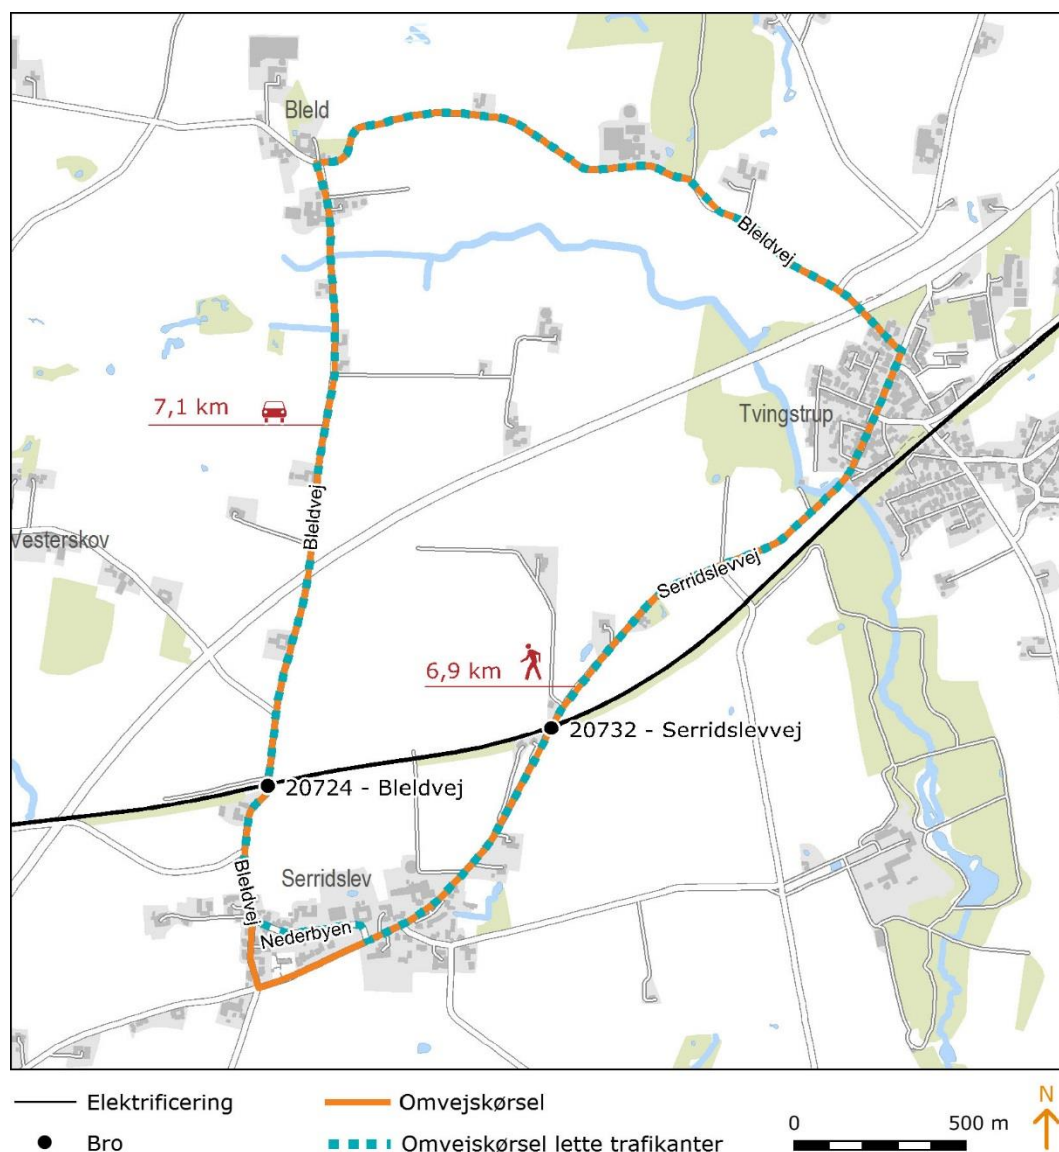 Bleld
Bleldvej
7,1 km
Tvingstrup
Bleldvej
Vesterskov
Serridslevvej
6,9 km
20732 - Serridslevvej
20724 - Bleldvej
Bleldvej
Serridslev
Nederbyen
Elektrificering
Omvejskørsel
N
Bro
Omvejskørsel lette trafikanter
0 500 m